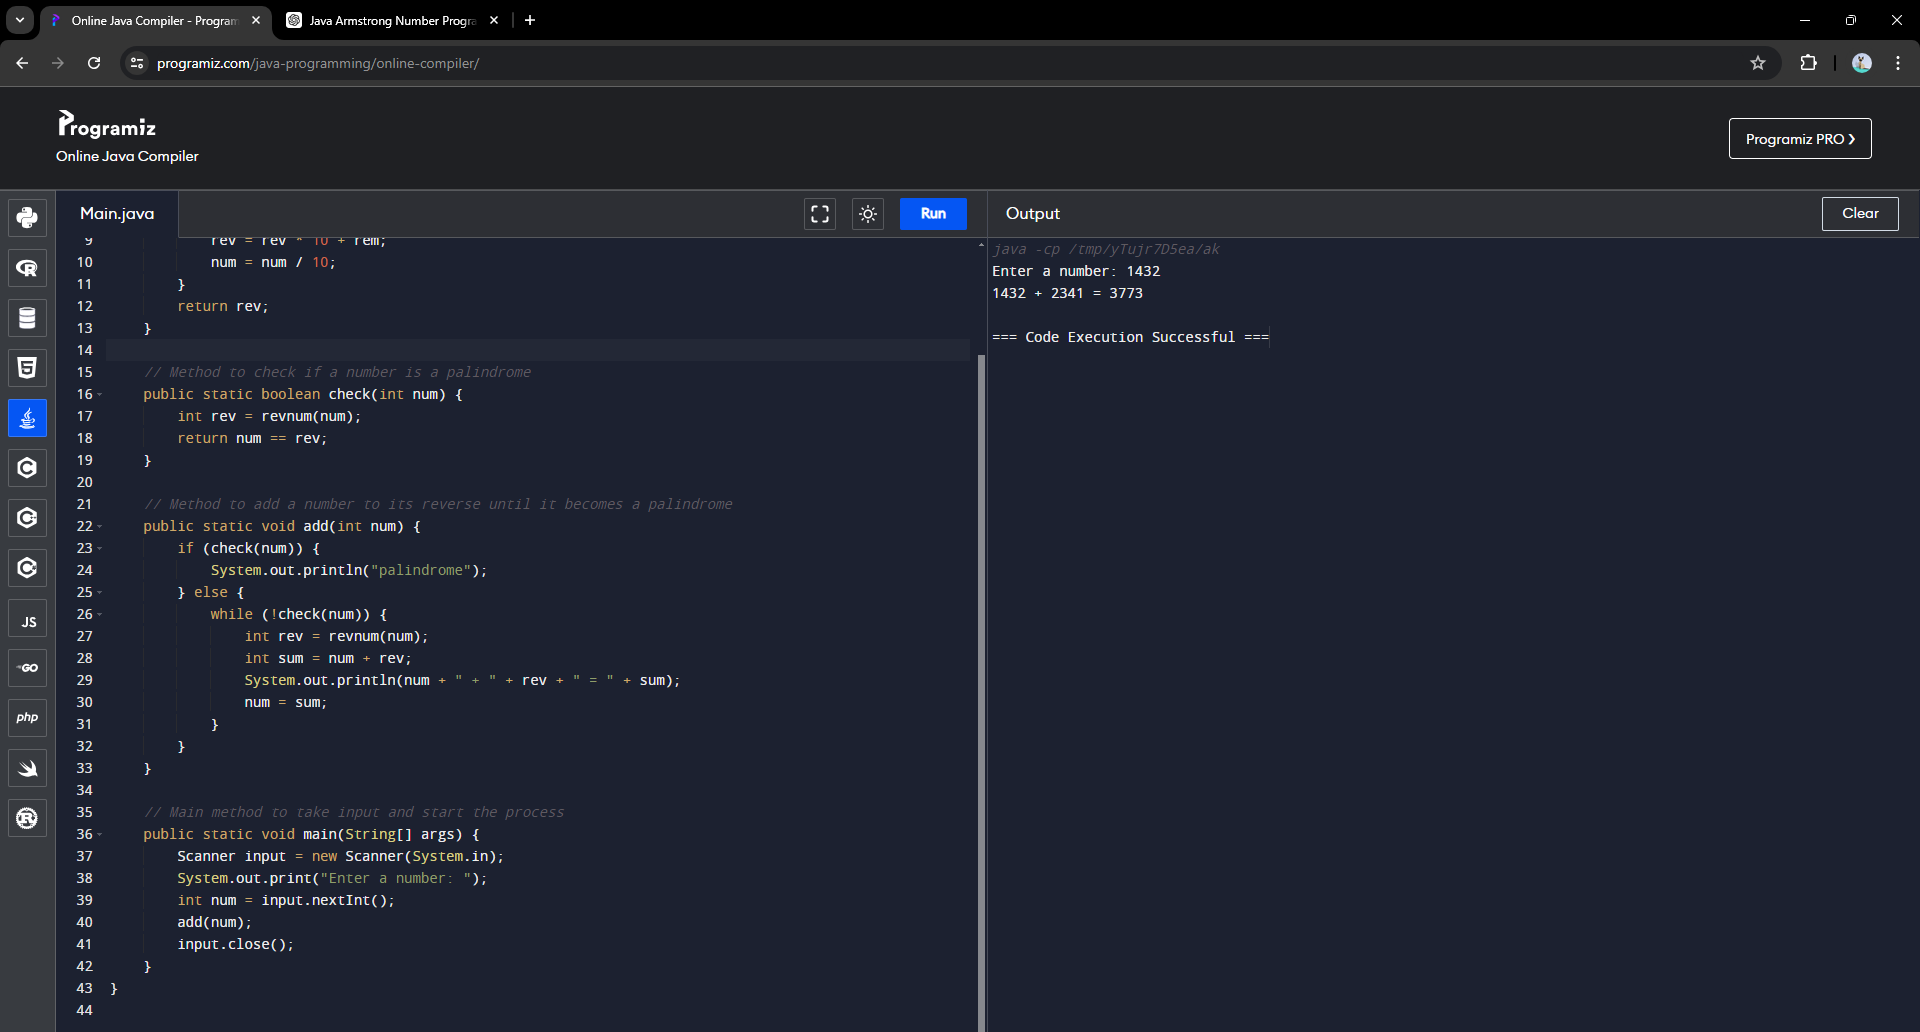 Online Java Compiler - Program
Java Armstrong Number Progra
programiz.com/java-programming/online-compiler/
Programiz
Online Java Compiler
Programiz PRO ❯
Main.java
Run
Output
Clear
9 rev = rev * 10 + rem;
10 num = num / 10;
11 }
12 return rev;
13 }
14
15 // Method to check if a number is a palindrome
16 public static boolean check(int num) {
17 int rev = revnum(num);
18 return num == rev;
19 }
20
21 // Method to add a number to its reverse until it becomes a palindrome
22 public static void add(int num) {
23 if (check(num)) {
24 System.out.println("palindrome");
25 } else {
26 while (!check(num)) {
27 int rev = revnum(num);
28 int sum = num + rev;
29 System.out.println(num + " + " + rev + " = " + sum);
30 num = sum;
31 }
32 }
33 }
34
35 // Main method to take input and start the process
36 public static void main(String[] args) {
37 Scanner input = new Scanner(System.in);
38 System.out.print("Enter a number: ");
39 int num = input.nextInt();
40 add(num);
41 input.close();
42 }
43 }
44
java -cp /tmp/yTujr7D5ea/ak
Enter a number: 1432
1432 + 2341 = 3773
=== Code Execution Successful ===
R
5
C
C
C
JS
GO
php
R